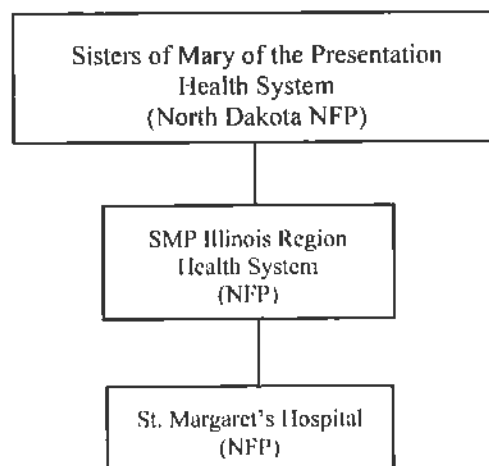 Sisters of Mary of the Presentation
Health System
(North Dakota NFP)
SMP Illinois Region
Health System
(NFP)
St. Margaret's Hospital
(NFP)